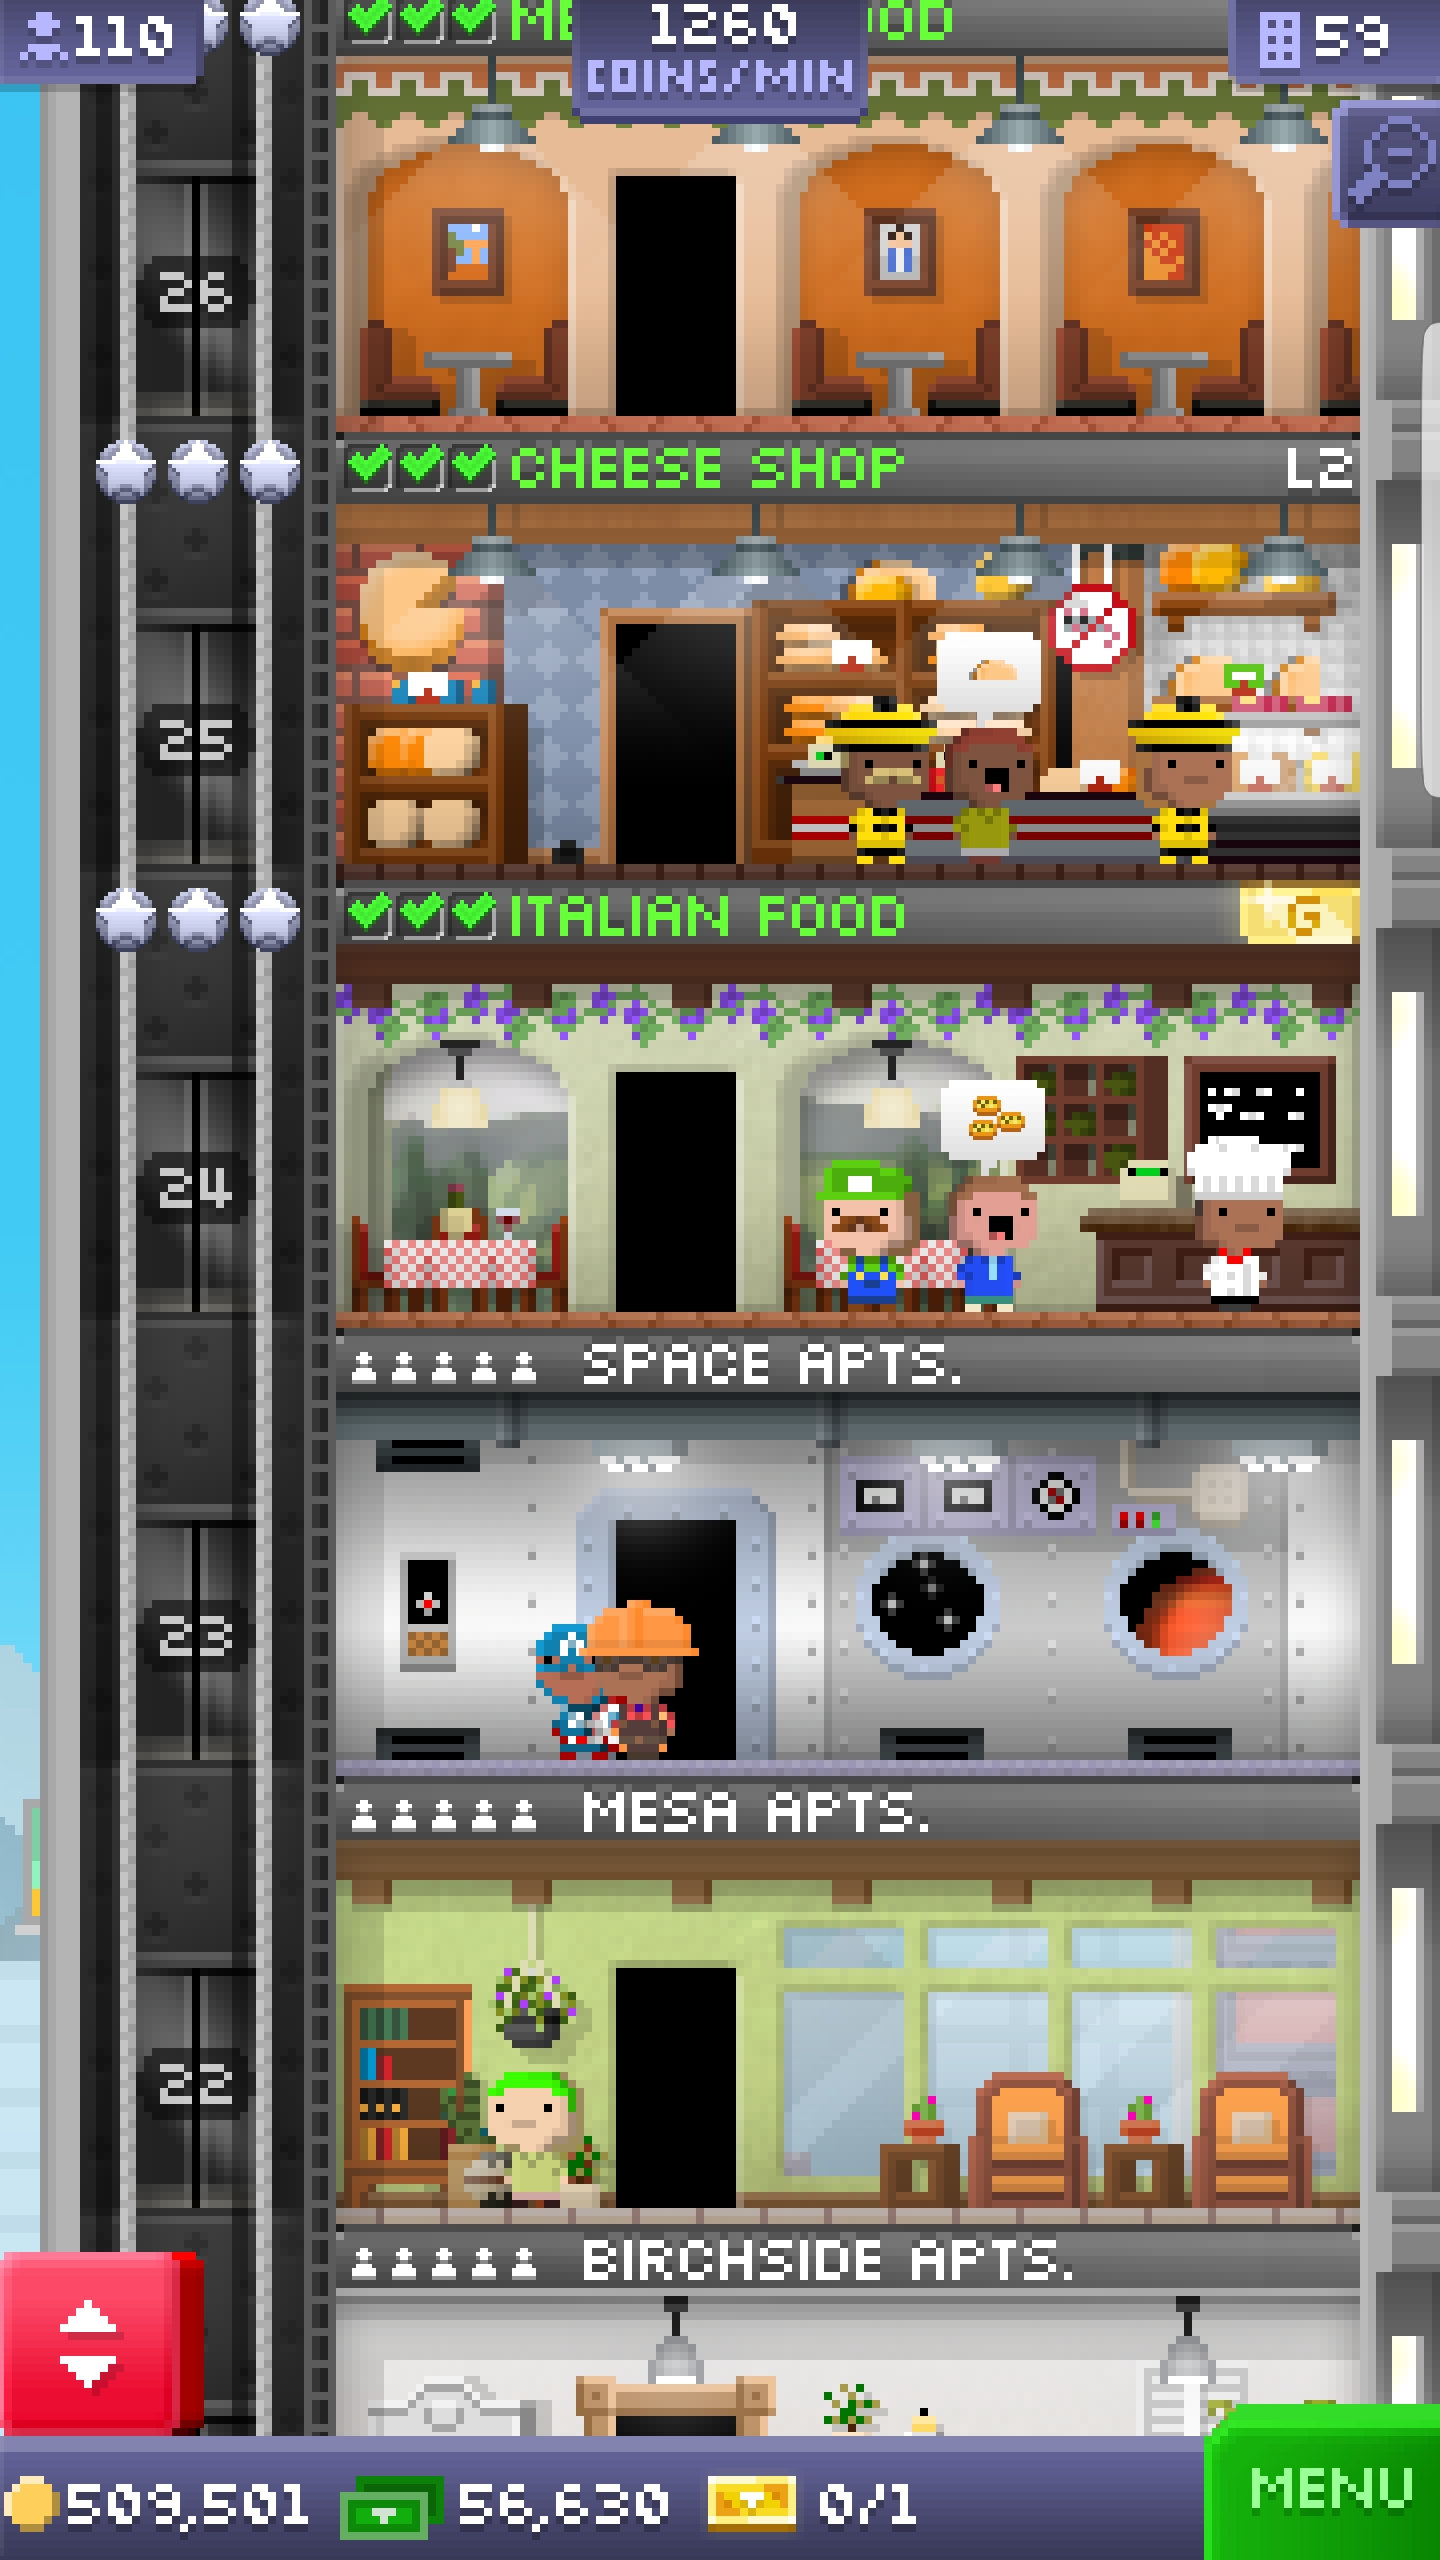 110
1260
COINS/MIN
59
ME OOD
26
CHEESE SHOP L2
25
ITALIAN FOOD G
24
SPACE APTS.
23
MESA APTS.
22
BIRCHSIDE APTS.
509,501 56,630 0/1 MENU